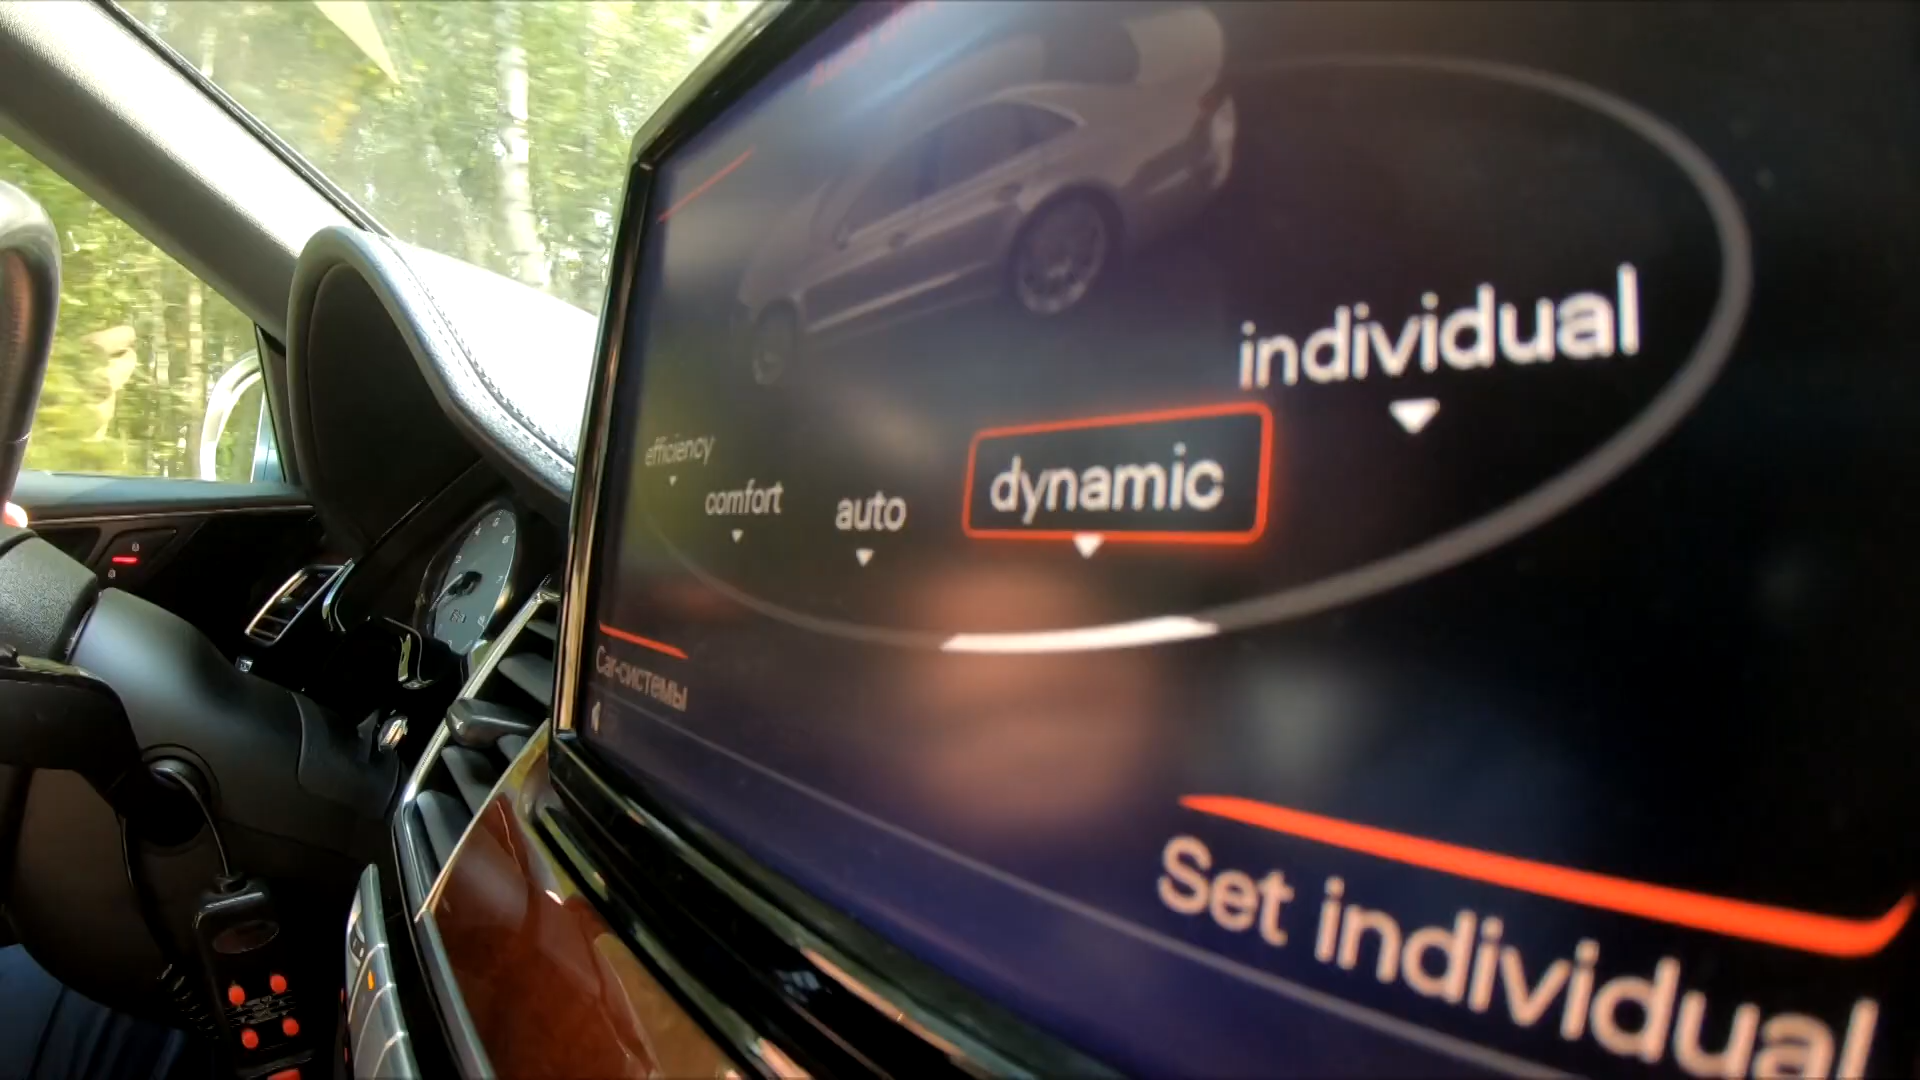 individual
efficiency
comfort
auto
dynamic
Car-системы
Set individual